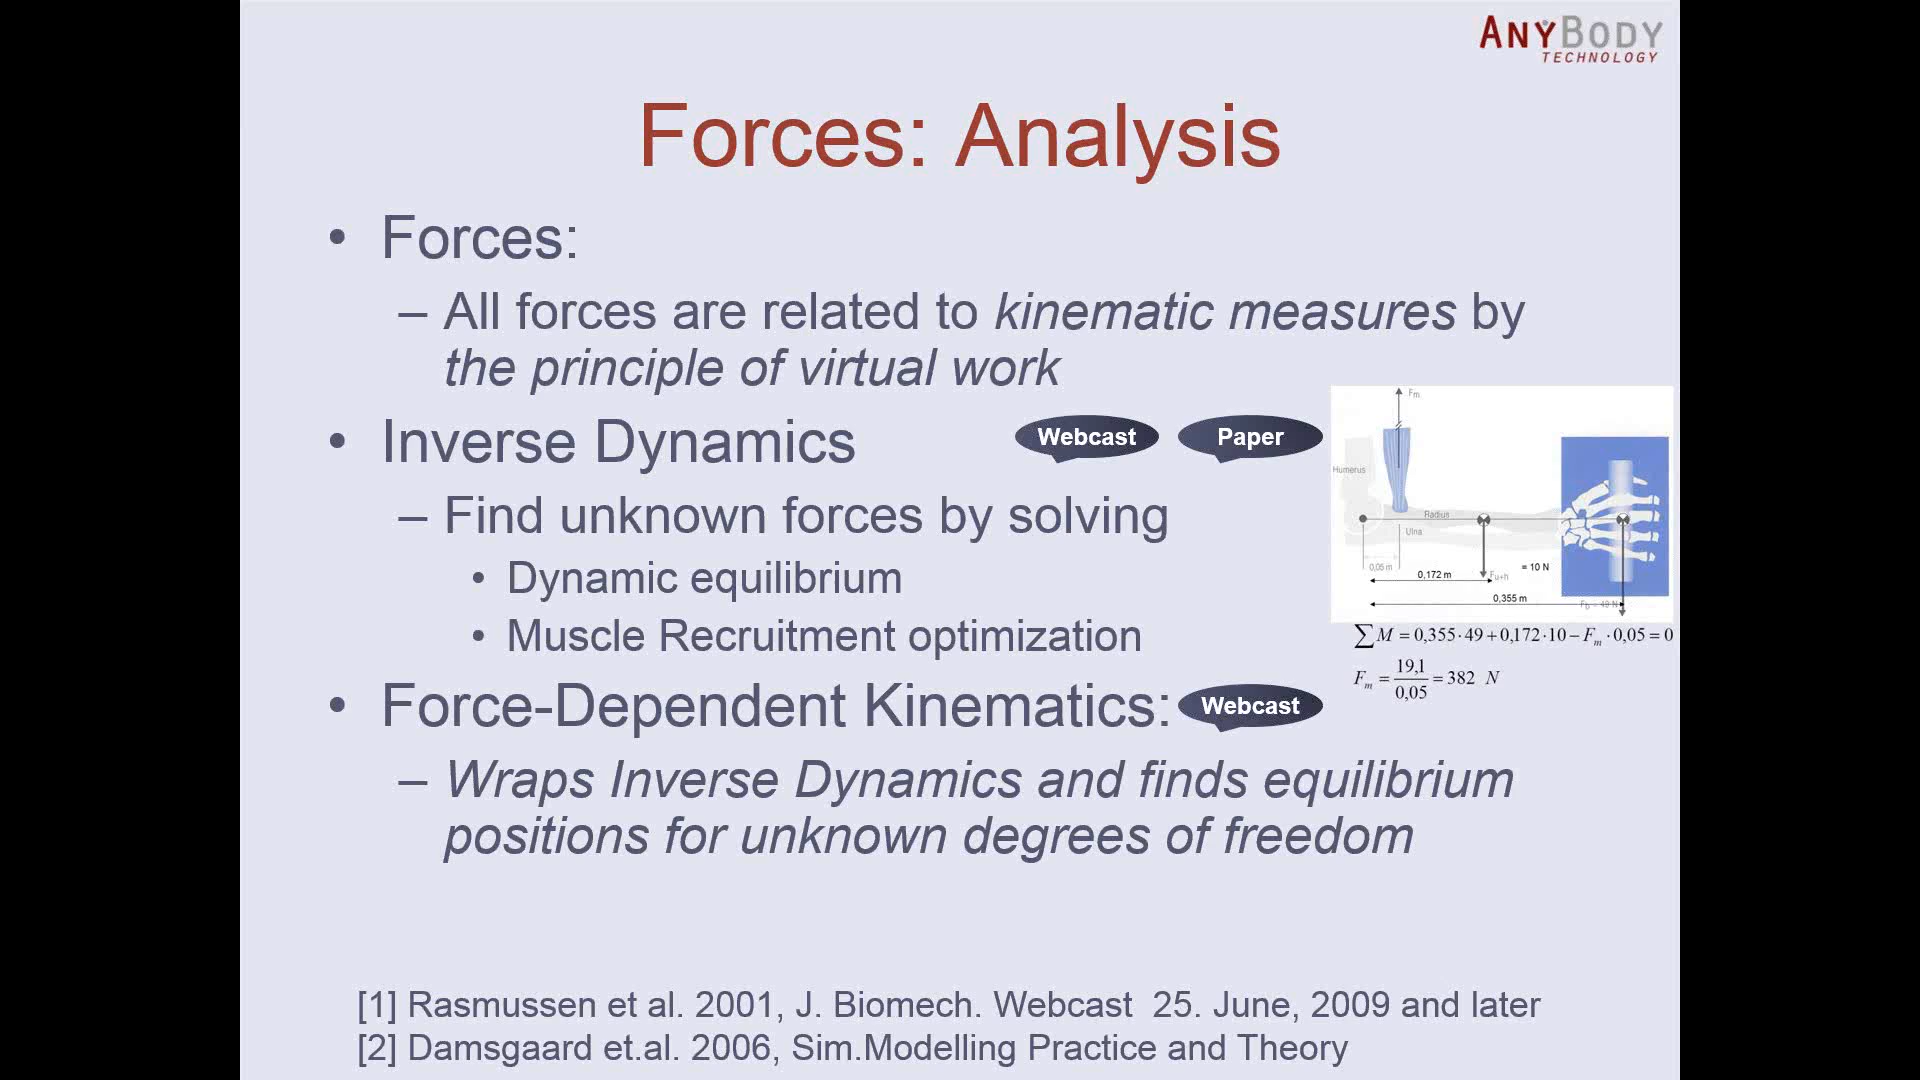 ANYBODY
TECHNOLOGY
Forces: Analysis
• Forces:
– All forces are related to kinematic measures by
the principle of virtual work
• Inverse Dynamics
Webcast
Paper
– Find unknown forces by solving
• Dynamic equilibrium
• Muscle Recruitment optimization
• Force-Dependent Kinematics:
Webcast
– Wraps Inverse Dynamics and finds equilibrium
positions for unknown degrees of freedom
Fm
Humerus
Radius
Ulna
0,05 m
0,172 m
Fu+h = 10 N
0,355 m
Fb = 49 N
∑M = 0,355·49+0,172·10−Fm·0,05=0
Fm = 19,1/0,05 = 382 N
[1] Rasmussen et al. 2001, J. Biomech. Webcast 25. June, 2009 and later
[2] Damsgaard et.al. 2006, Sim.Modelling Practice and Theory